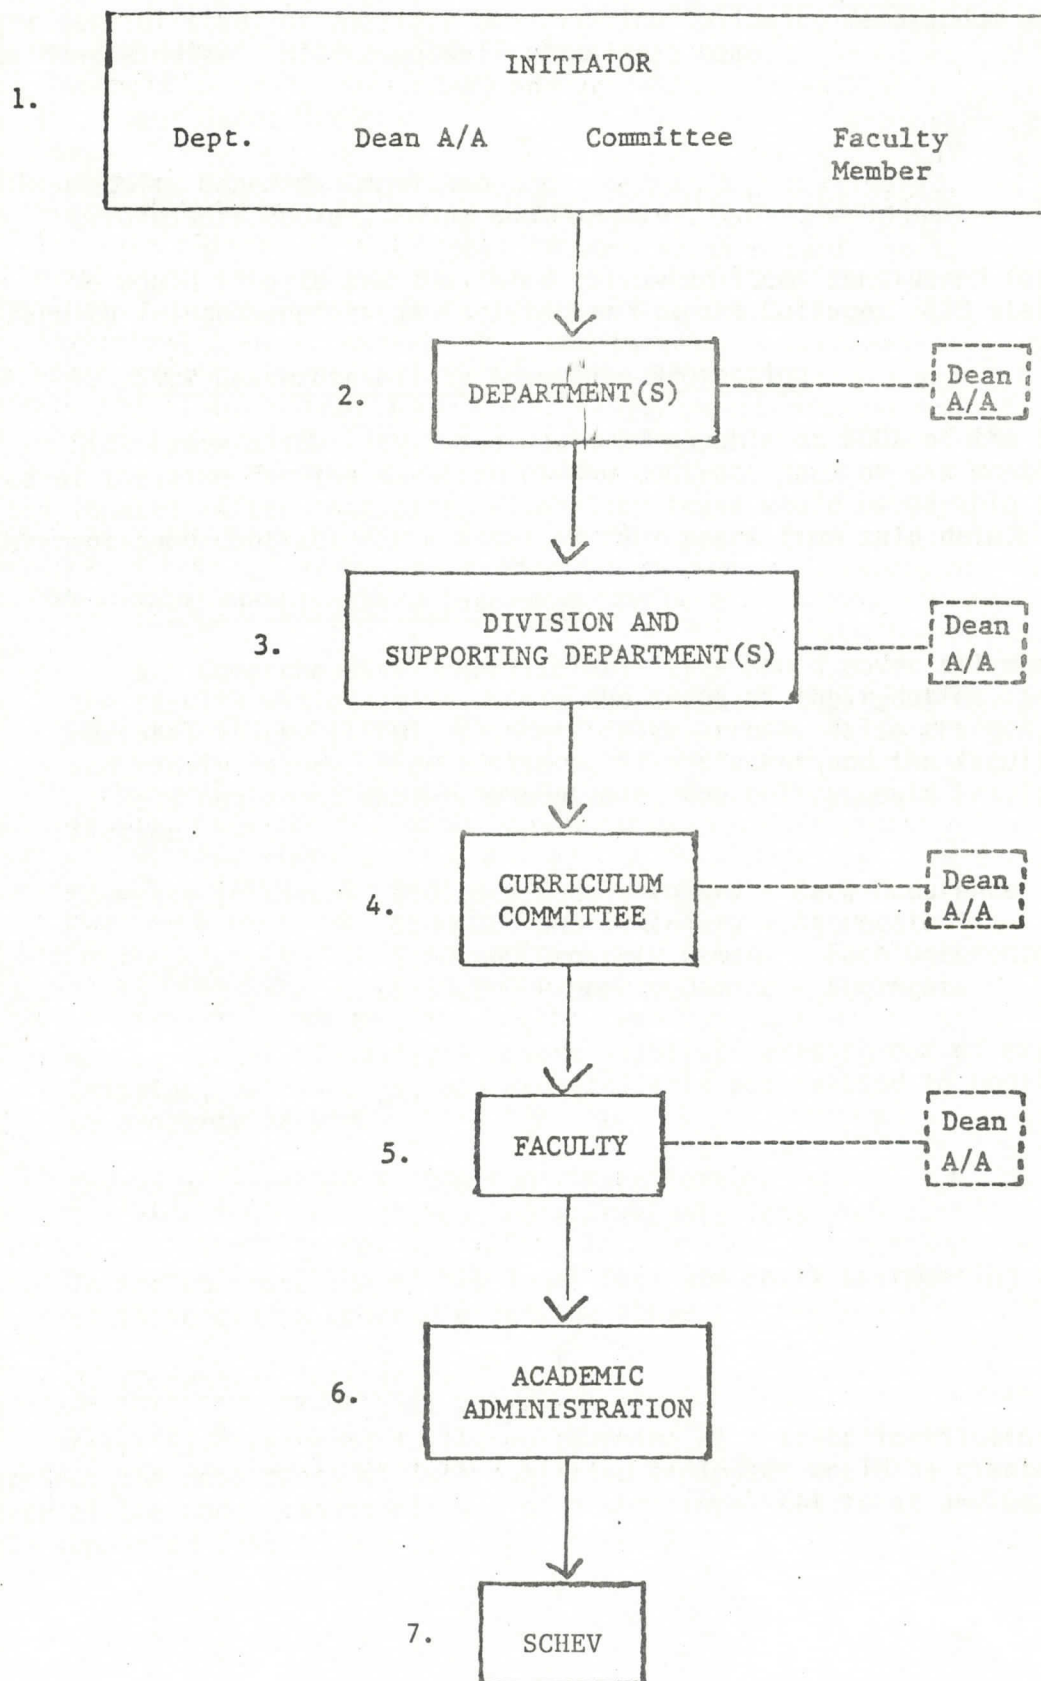 INITIATOR
1.
Dept. Dean A/A Committee Faculty
Member
2.
DEPARTMENT(S)
Dean
A/A
3.
DIVISION AND
SUPPORTING DEPARTMENT(S)
Dean
A/A
4.
CURRICULUM
COMMITTEE
Dean
A/A
5.
FACULTY
Dean
A/A
6.
ACADEMIC
ADMINISTRATION
7.
SCHEV